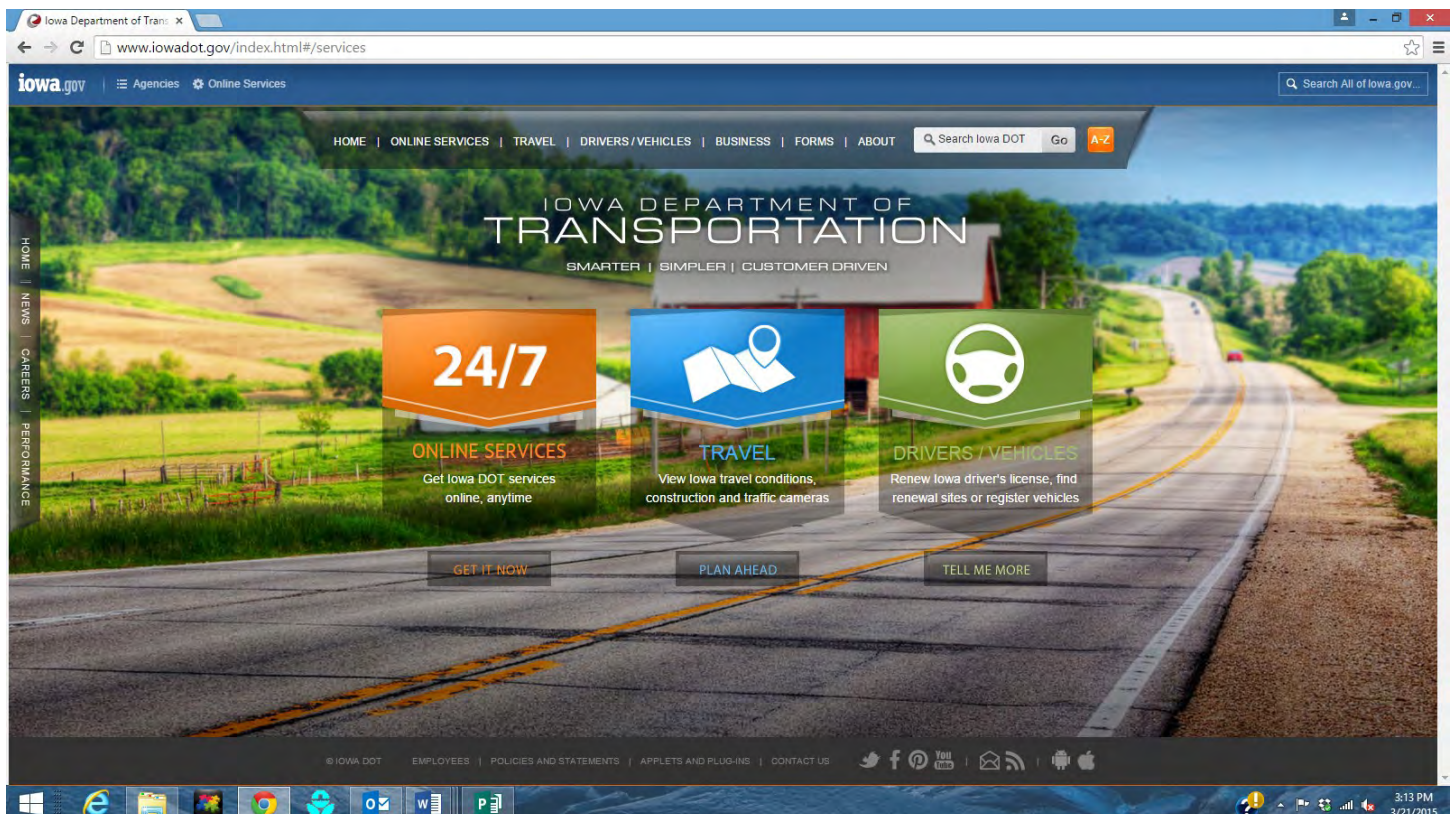 Iowa Department of Trans
www.iowadot.gov/index.html#/services
iowa.gov | Agencies Online Services Search All of Iowa.gov...
HOME | ONLINE SERVICES | TRAVEL | DRIVERS / VEHICLES | BUSINESS | FORMS | ABOUT Search Iowa DOT Go A-Z
IOWA DEPARTMENT OF
TRANSPORTATION
SMARTER | SIMPLER | CUSTOMER DRIVEN
HOME | NEWS | CAREERS | PERFORMANCE
24/7
ONLINE SERVICES
Get Iowa DOT services
online, anytime
GET IT NOW
TRAVEL
View Iowa travel conditions,
construction and traffic cameras
PLAN AHEAD
DRIVERS / VEHICLES
Renew Iowa driver's license, find
renewal sites or register vehicles
TELL ME MORE
© IOWA DOT EMPLOYEES | POLICIES AND STATEMENTS | APPLETS AND PLUG-INS | CONTACT US You Tube
3:13 PM
3/21/2015